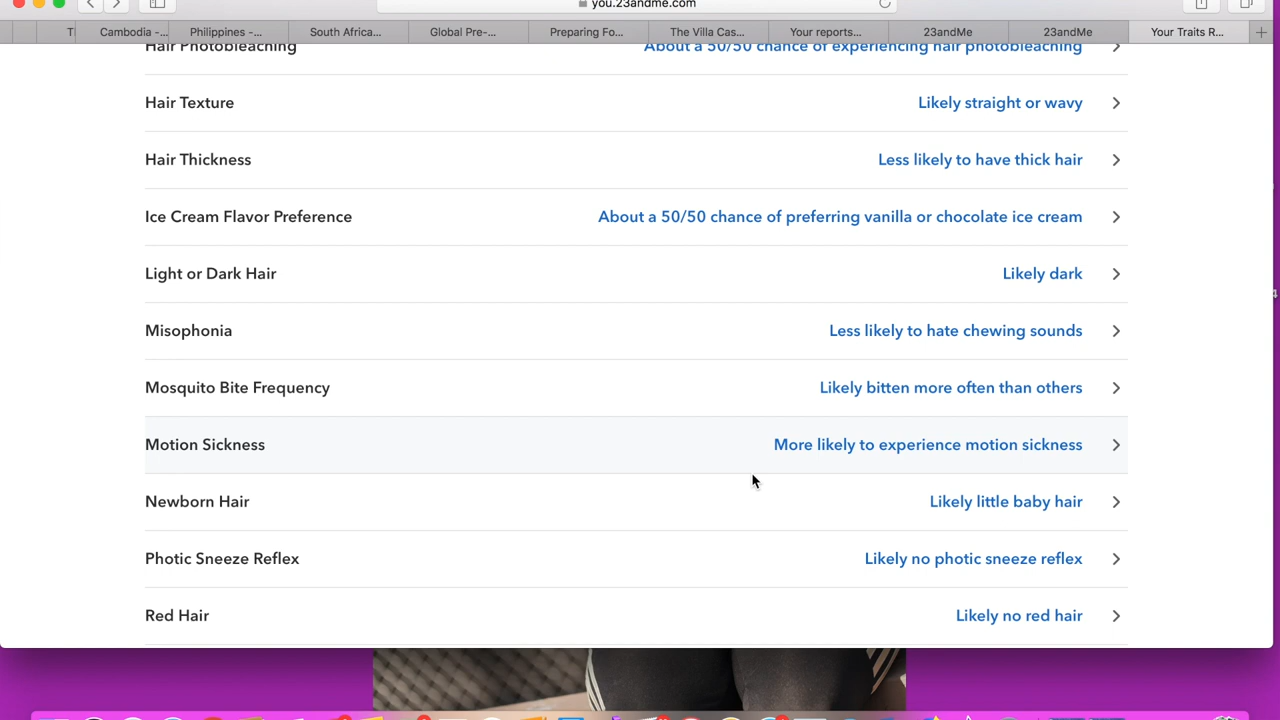 you.23andme.com
Cambodia -... Philippines -... South Africa... Global Pre-... Preparing Fo... The Villa Cas... Your reports... 23andMe 23andMe Your Traits R...
Hair Photobleaching About a 50/50 chance of experiencing hair photobleaching
Hair Texture Likely straight or wavy
Hair Thickness Less likely to have thick hair
Ice Cream Flavor Preference About a 50/50 chance of preferring vanilla or chocolate ice cream
Light or Dark Hair Likely dark
Misophonia Less likely to hate chewing sounds
Mosquito Bite Frequency Likely bitten more often than others
Motion Sickness More likely to experience motion sickness
Newborn Hair Likely little baby hair
Photic Sneeze Reflex Likely no photic sneeze reflex
Red Hair Likely no red hair